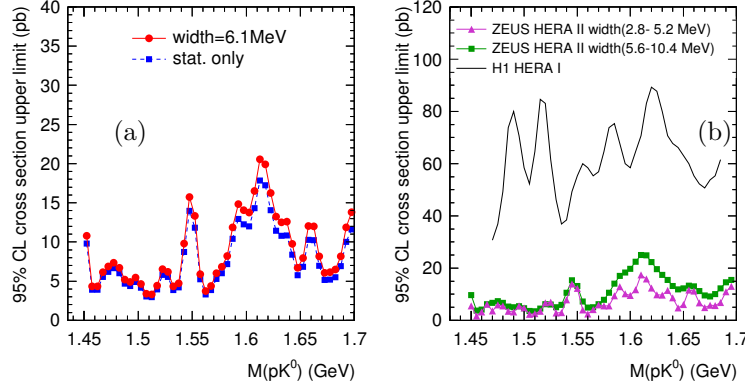 95% CL cross section upper limit (pb)
40
35
30
25
20
15
10
5
0
width=6.1MeV
stat. only
(a)
1.45 1.5 1.55 1.6 1.65 1.7
M(pK⁰) (GeV)
95% CL cross section upper limit (pb)
120
100
80
60
40
20
0
ZEUS HERA II width(2.8- 5.2 MeV)
ZEUS HERA II width(5.6-10.4 MeV)
H1 HERA I
(b)
1.45 1.5 1.55 1.6 1.65 1.7
M(pK⁰) (GeV)